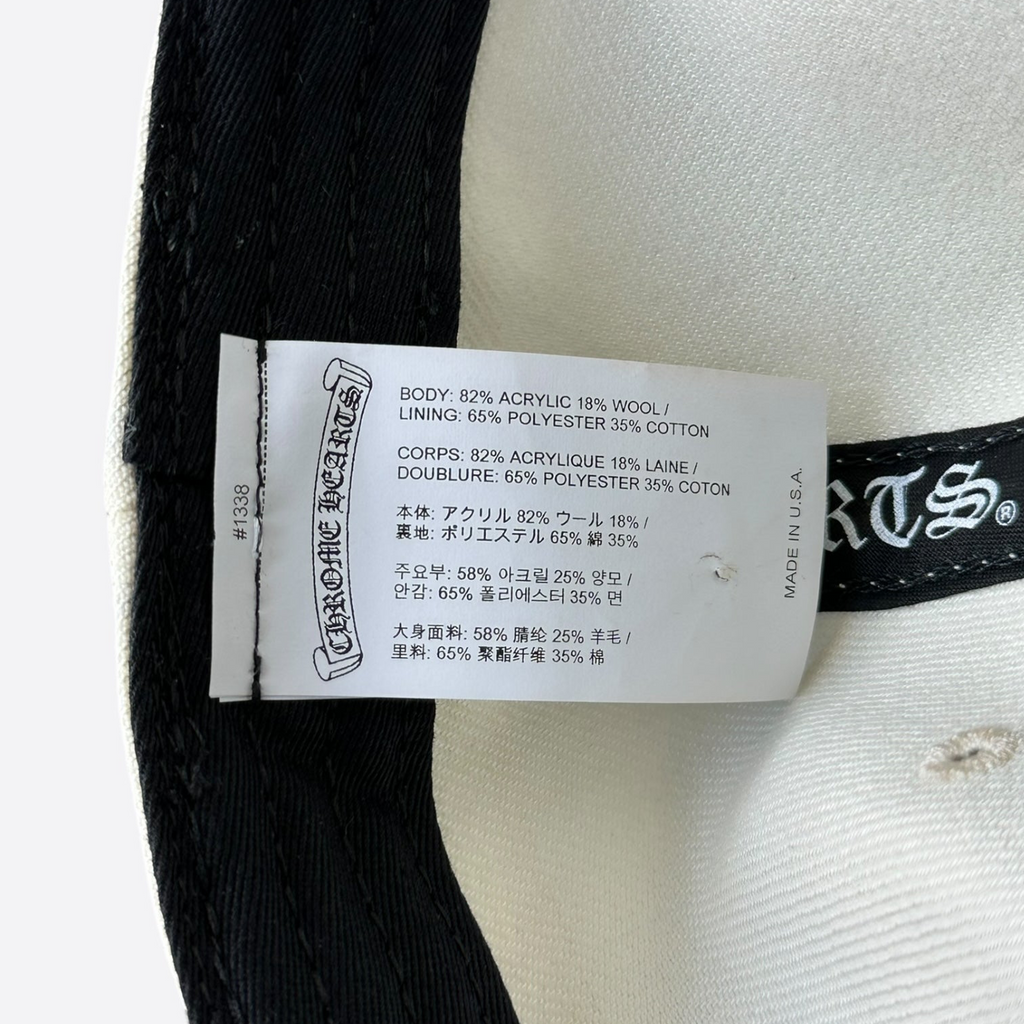 #1338
CHROME HEARTS
BODY: 82% ACRYLIC 18% WOOL /
LINING: 65% POLYESTER 35% COTTON
CORPS: 82% ACRYLIQUE 18% LAINE /
DOUBLURE: 65% POLYESTER 35% COTON
本体: アクリル 82% ウール 18% /
裏地: ポリエステル 65% 綿 35%
주요부: 58% 아크릴 25% 양모 /
안감: 65% 폴리에스터 35% 면
大身面料: 58% 腈纶 25% 羊毛 /
里料: 65% 聚酯纤维 35% 棉
MADE IN U.S.A.
RTS®